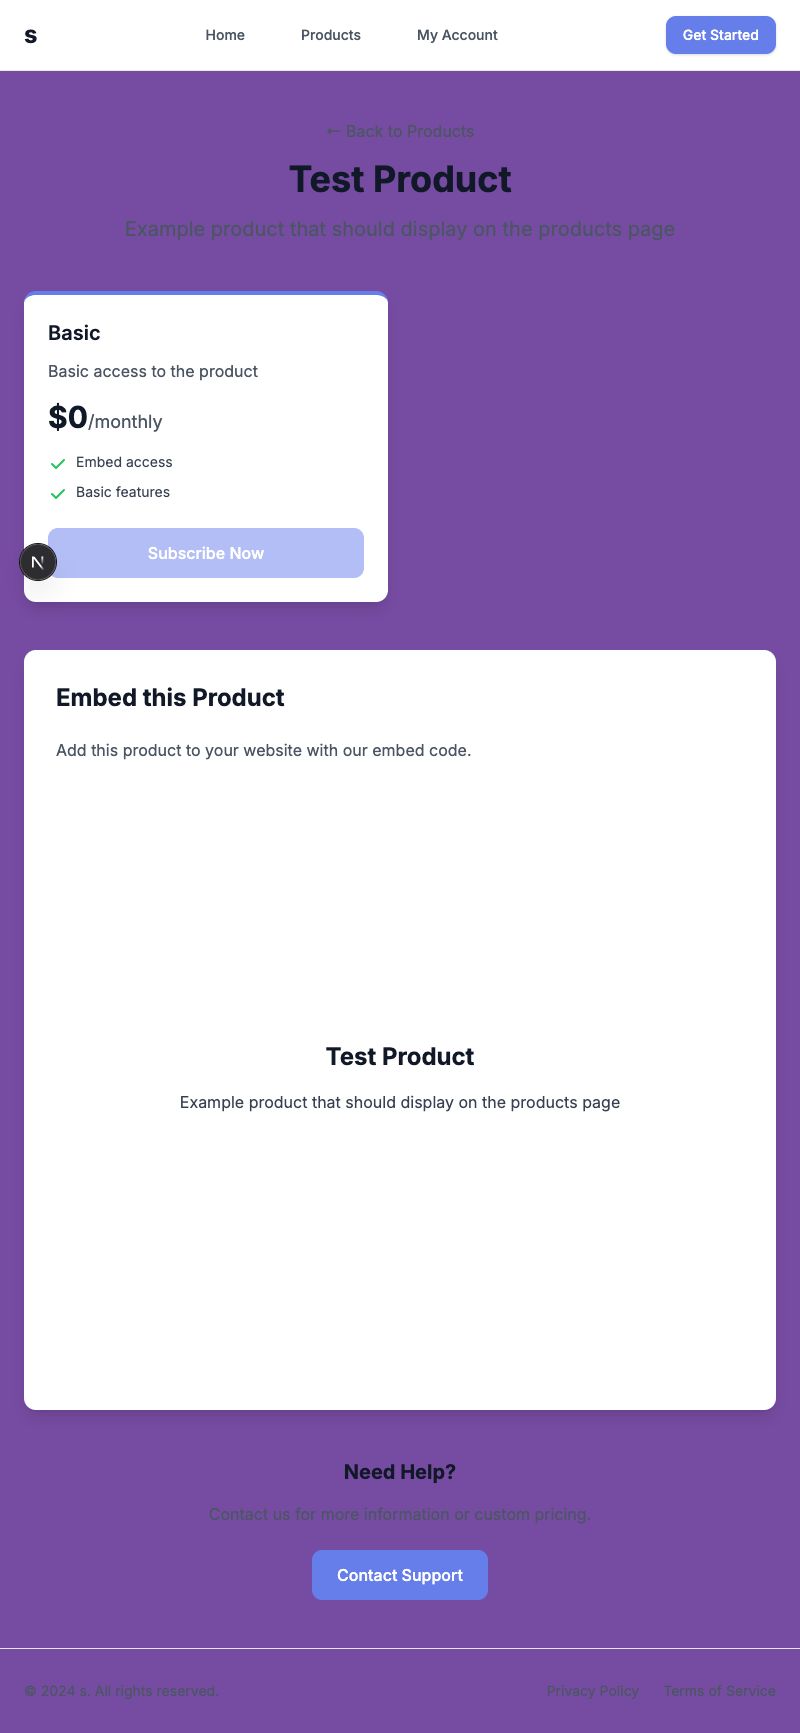 s
Home
Products
My Account
Get Started
← Back to Products
Test Product
Example product that should display on the products page
Basic
Basic access to the product
$0/monthly
Embed access
Basic features
Subscribe Now
N
Embed this Product
Add this product to your website with our embed code.
Test Product
Example product that should display on the products page
Need Help?
Contact us for more information or custom pricing.
Contact Support
© 2024 s. All rights reserved.
Privacy Policy
Terms of Service